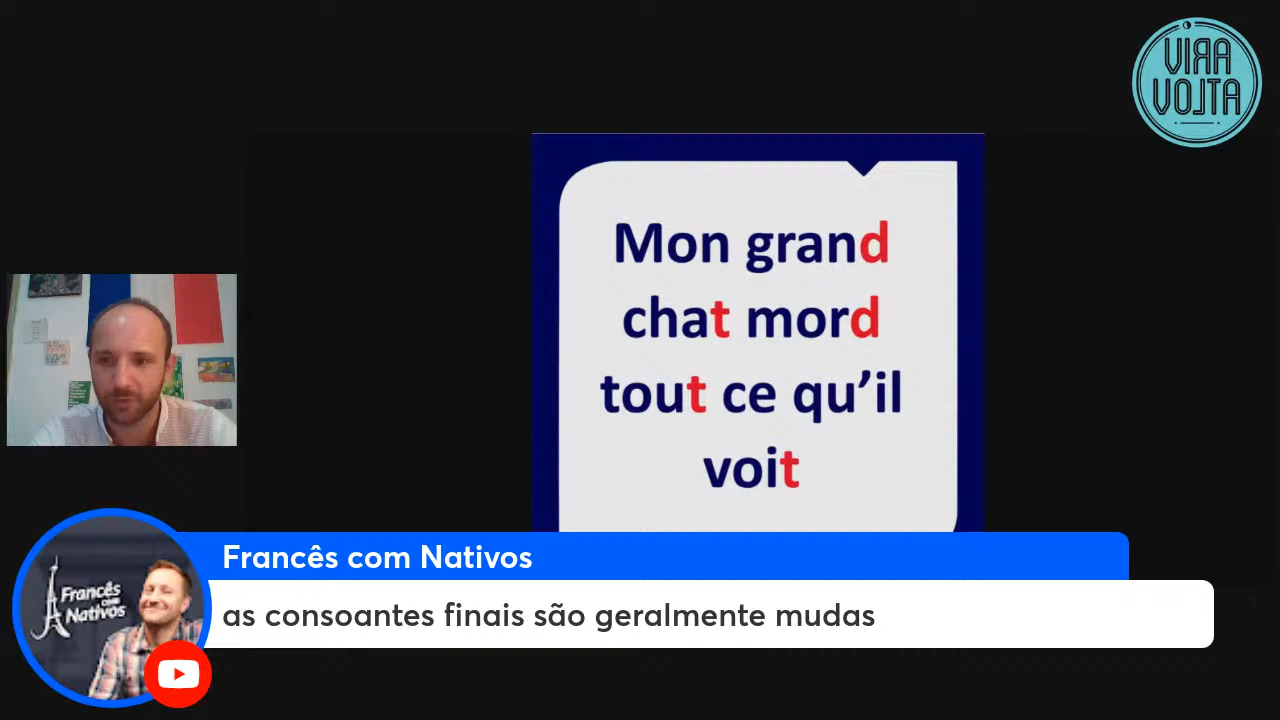 VIRA
VOLTA
Mon grand
chat mord
tout ce qu'il
voit
Francês com Nativos
Francês
com
Nativos
as consoantes finais são geralmente mudas